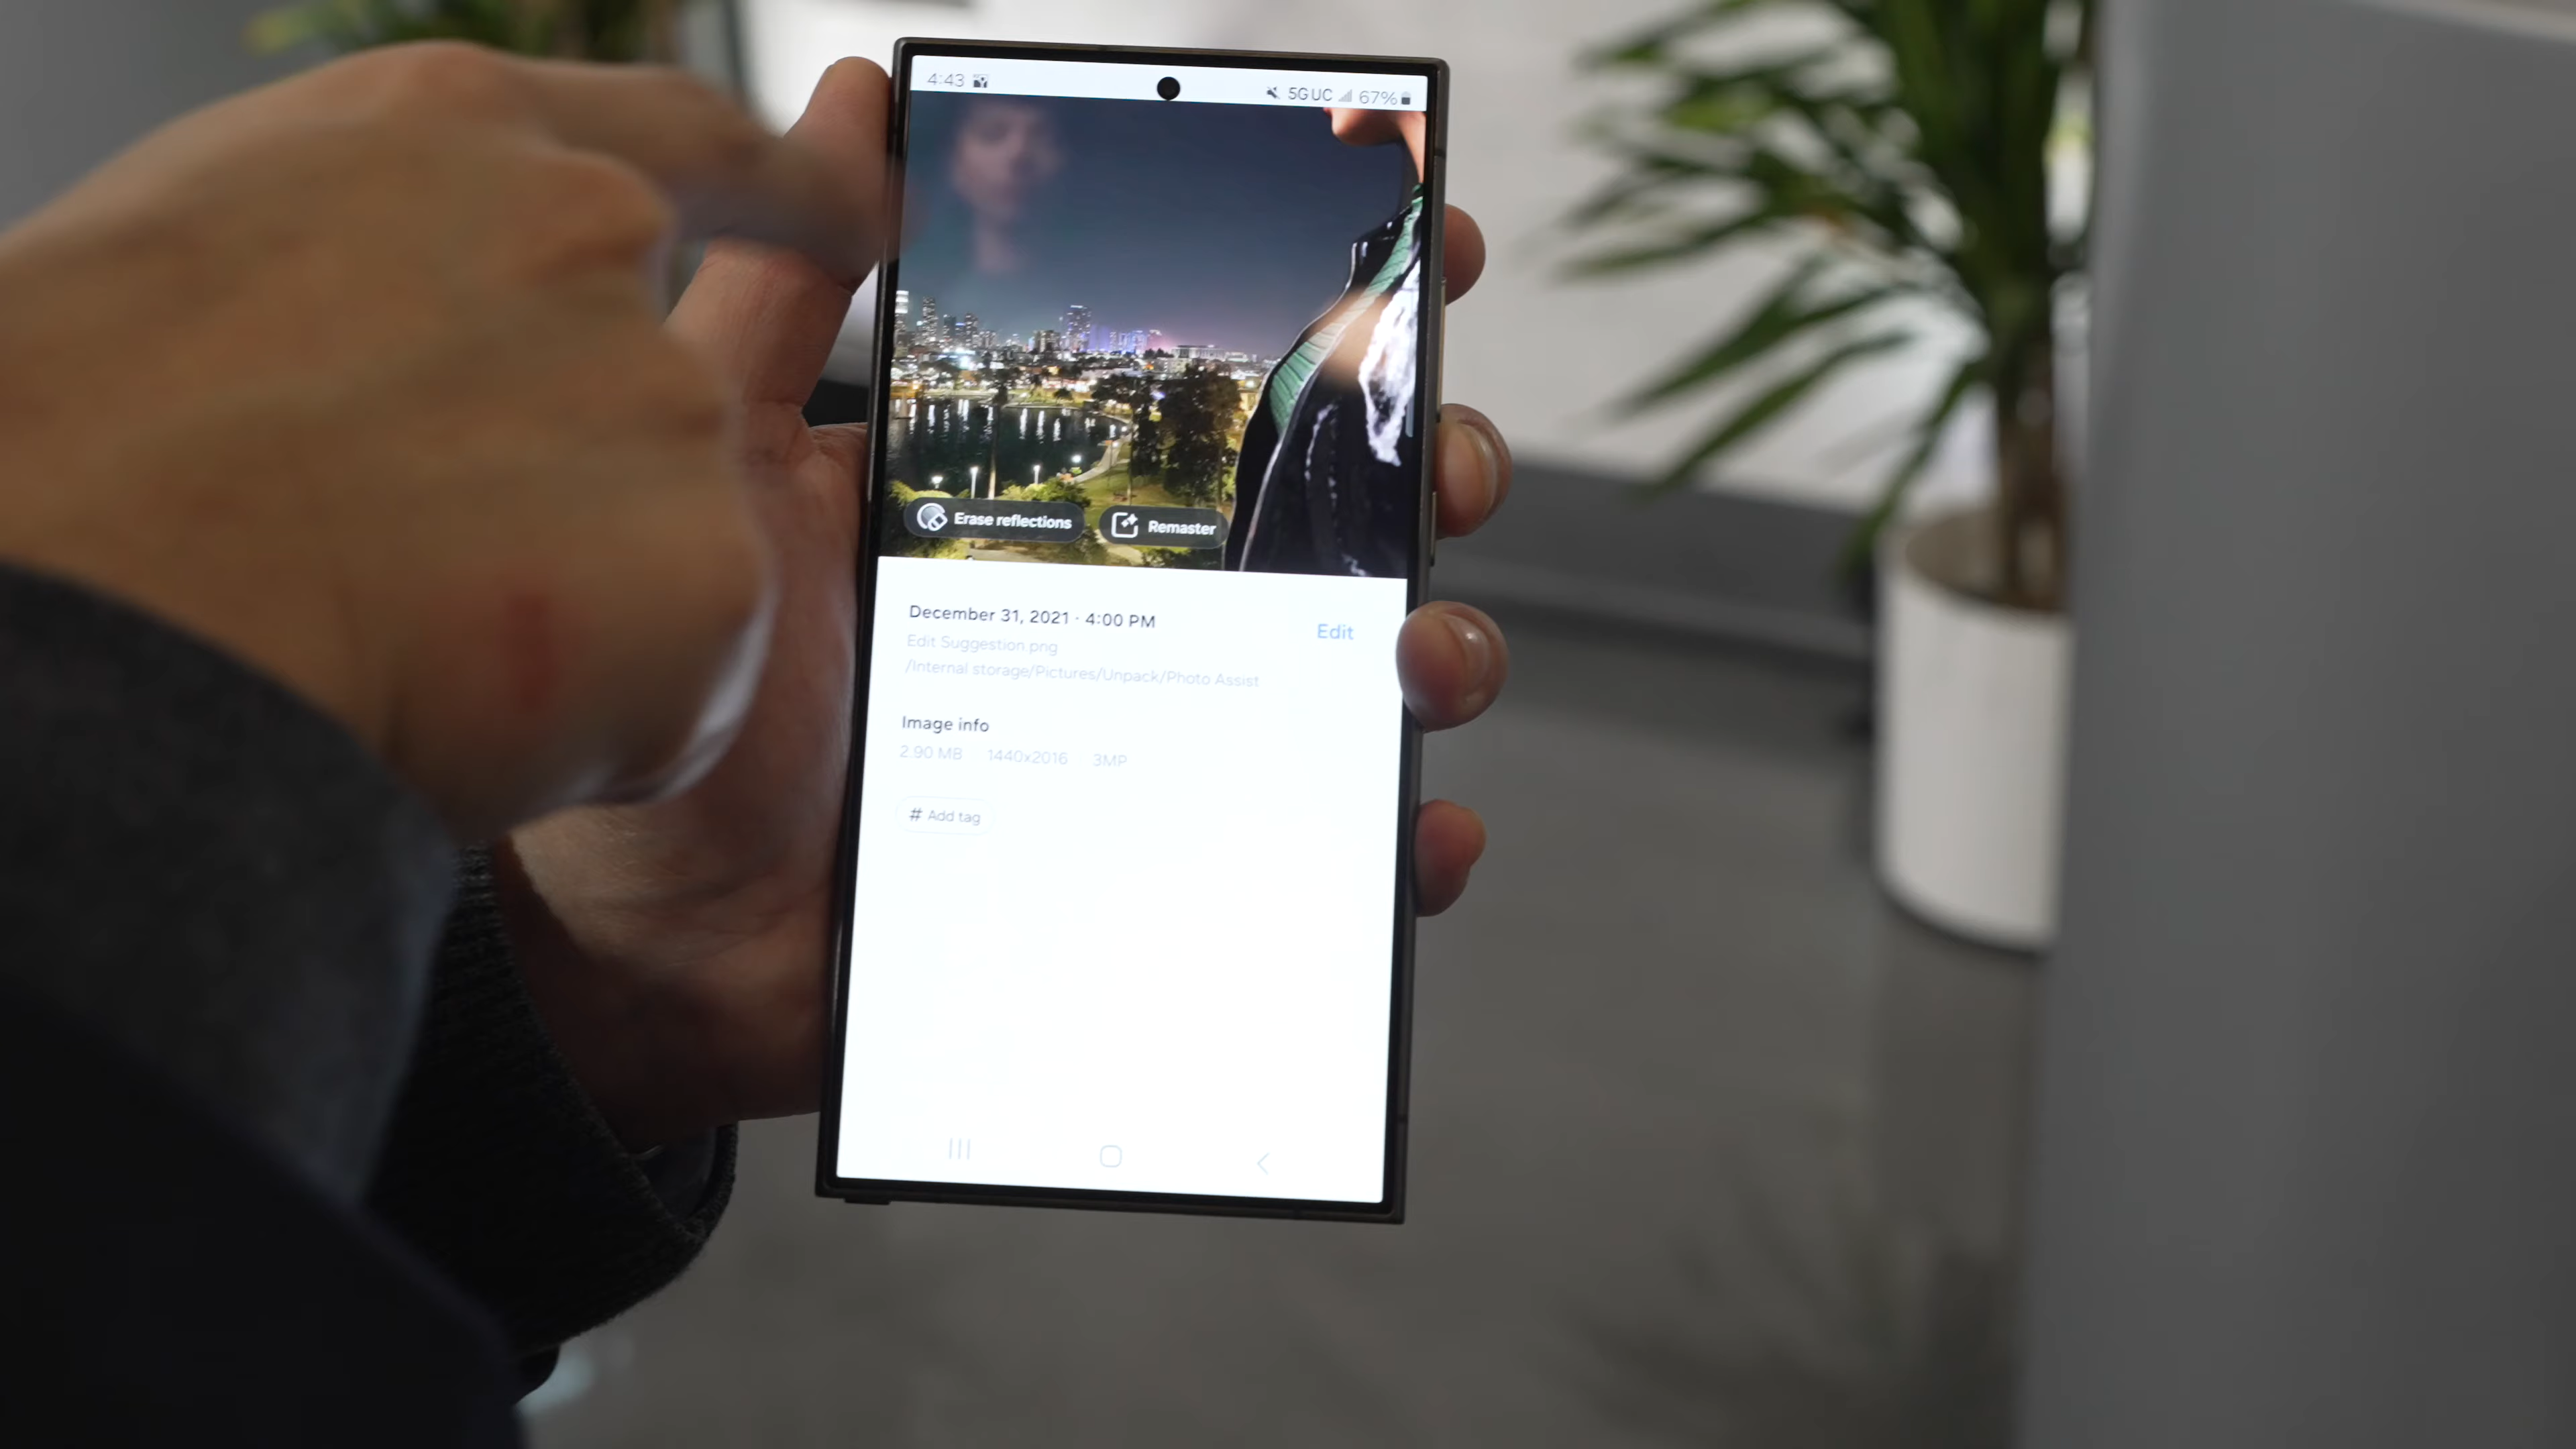 4:43 5G UC 67%
Erase reflections Remaster
December 31, 2021 · 4:00 PM Edit
Edit Suggestion.png
/Internal storage/Pictures/Unpack/Photo Assist
Image info
2.90 MB 1440x2016 3MP
# Add tag